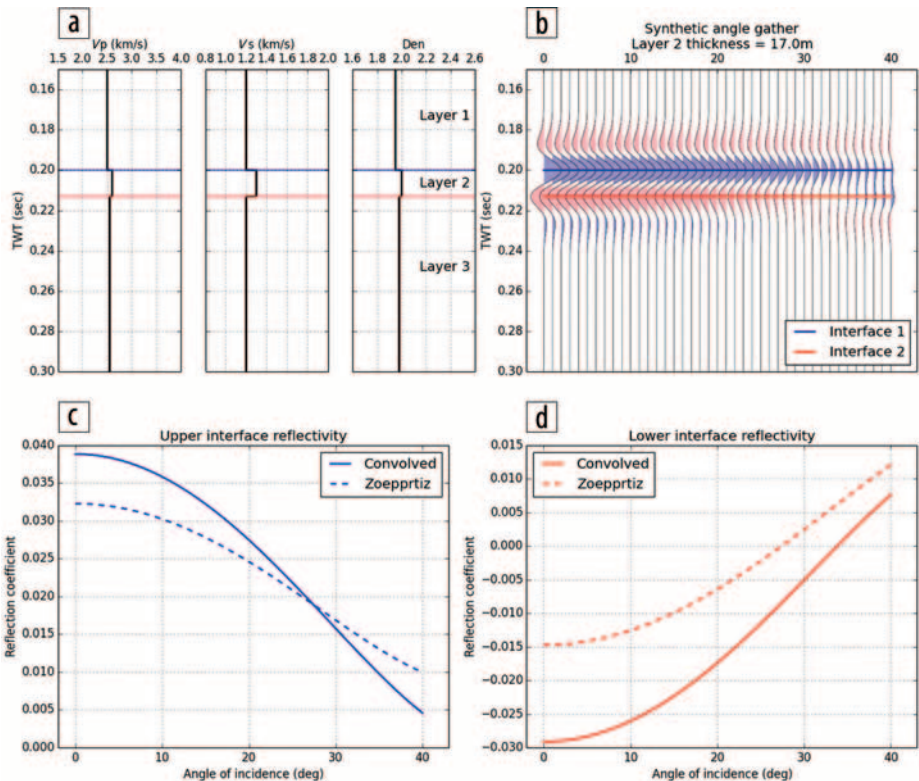 a
Vp (km/s)
1.5 2.0 2.5 3.0 3.5 4.0
Vs (km/s)
0.8 1.0 1.2 1.4 1.6 1.8 2.0
Den
1.6 1.8 2.0 2.2 2.4 2.6
TWT (sec)
0.16
0.18
0.20
0.22
0.24
0.26
0.28
0.30
Layer 1
Layer 2
Layer 3
b
Synthetic angle gather
Layer 2 thickness = 17.0m
0 10 20 30 40
TWT (sec)
0.16
0.18
0.20
0.22
0.24
0.26
0.28
0.30
Interface 1
Interface 2
c
Upper interface reflectivity
Reflection coefficient
0.040
0.035
0.030
0.025
0.020
0.015
0.010
0.005
0.000
Convolved
Zoepprtiz
0 10 20 30 40
Angle of incidence (deg)
d
Lower interface reflectivity
Reflection coefficient
0.015
0.010
0.005
0.000
−0.005
−0.010
−0.015
−0.020
−0.025
−0.030
Convolved
Zoepprtiz
0 10 20 30 40
Angle of incidence (deg)